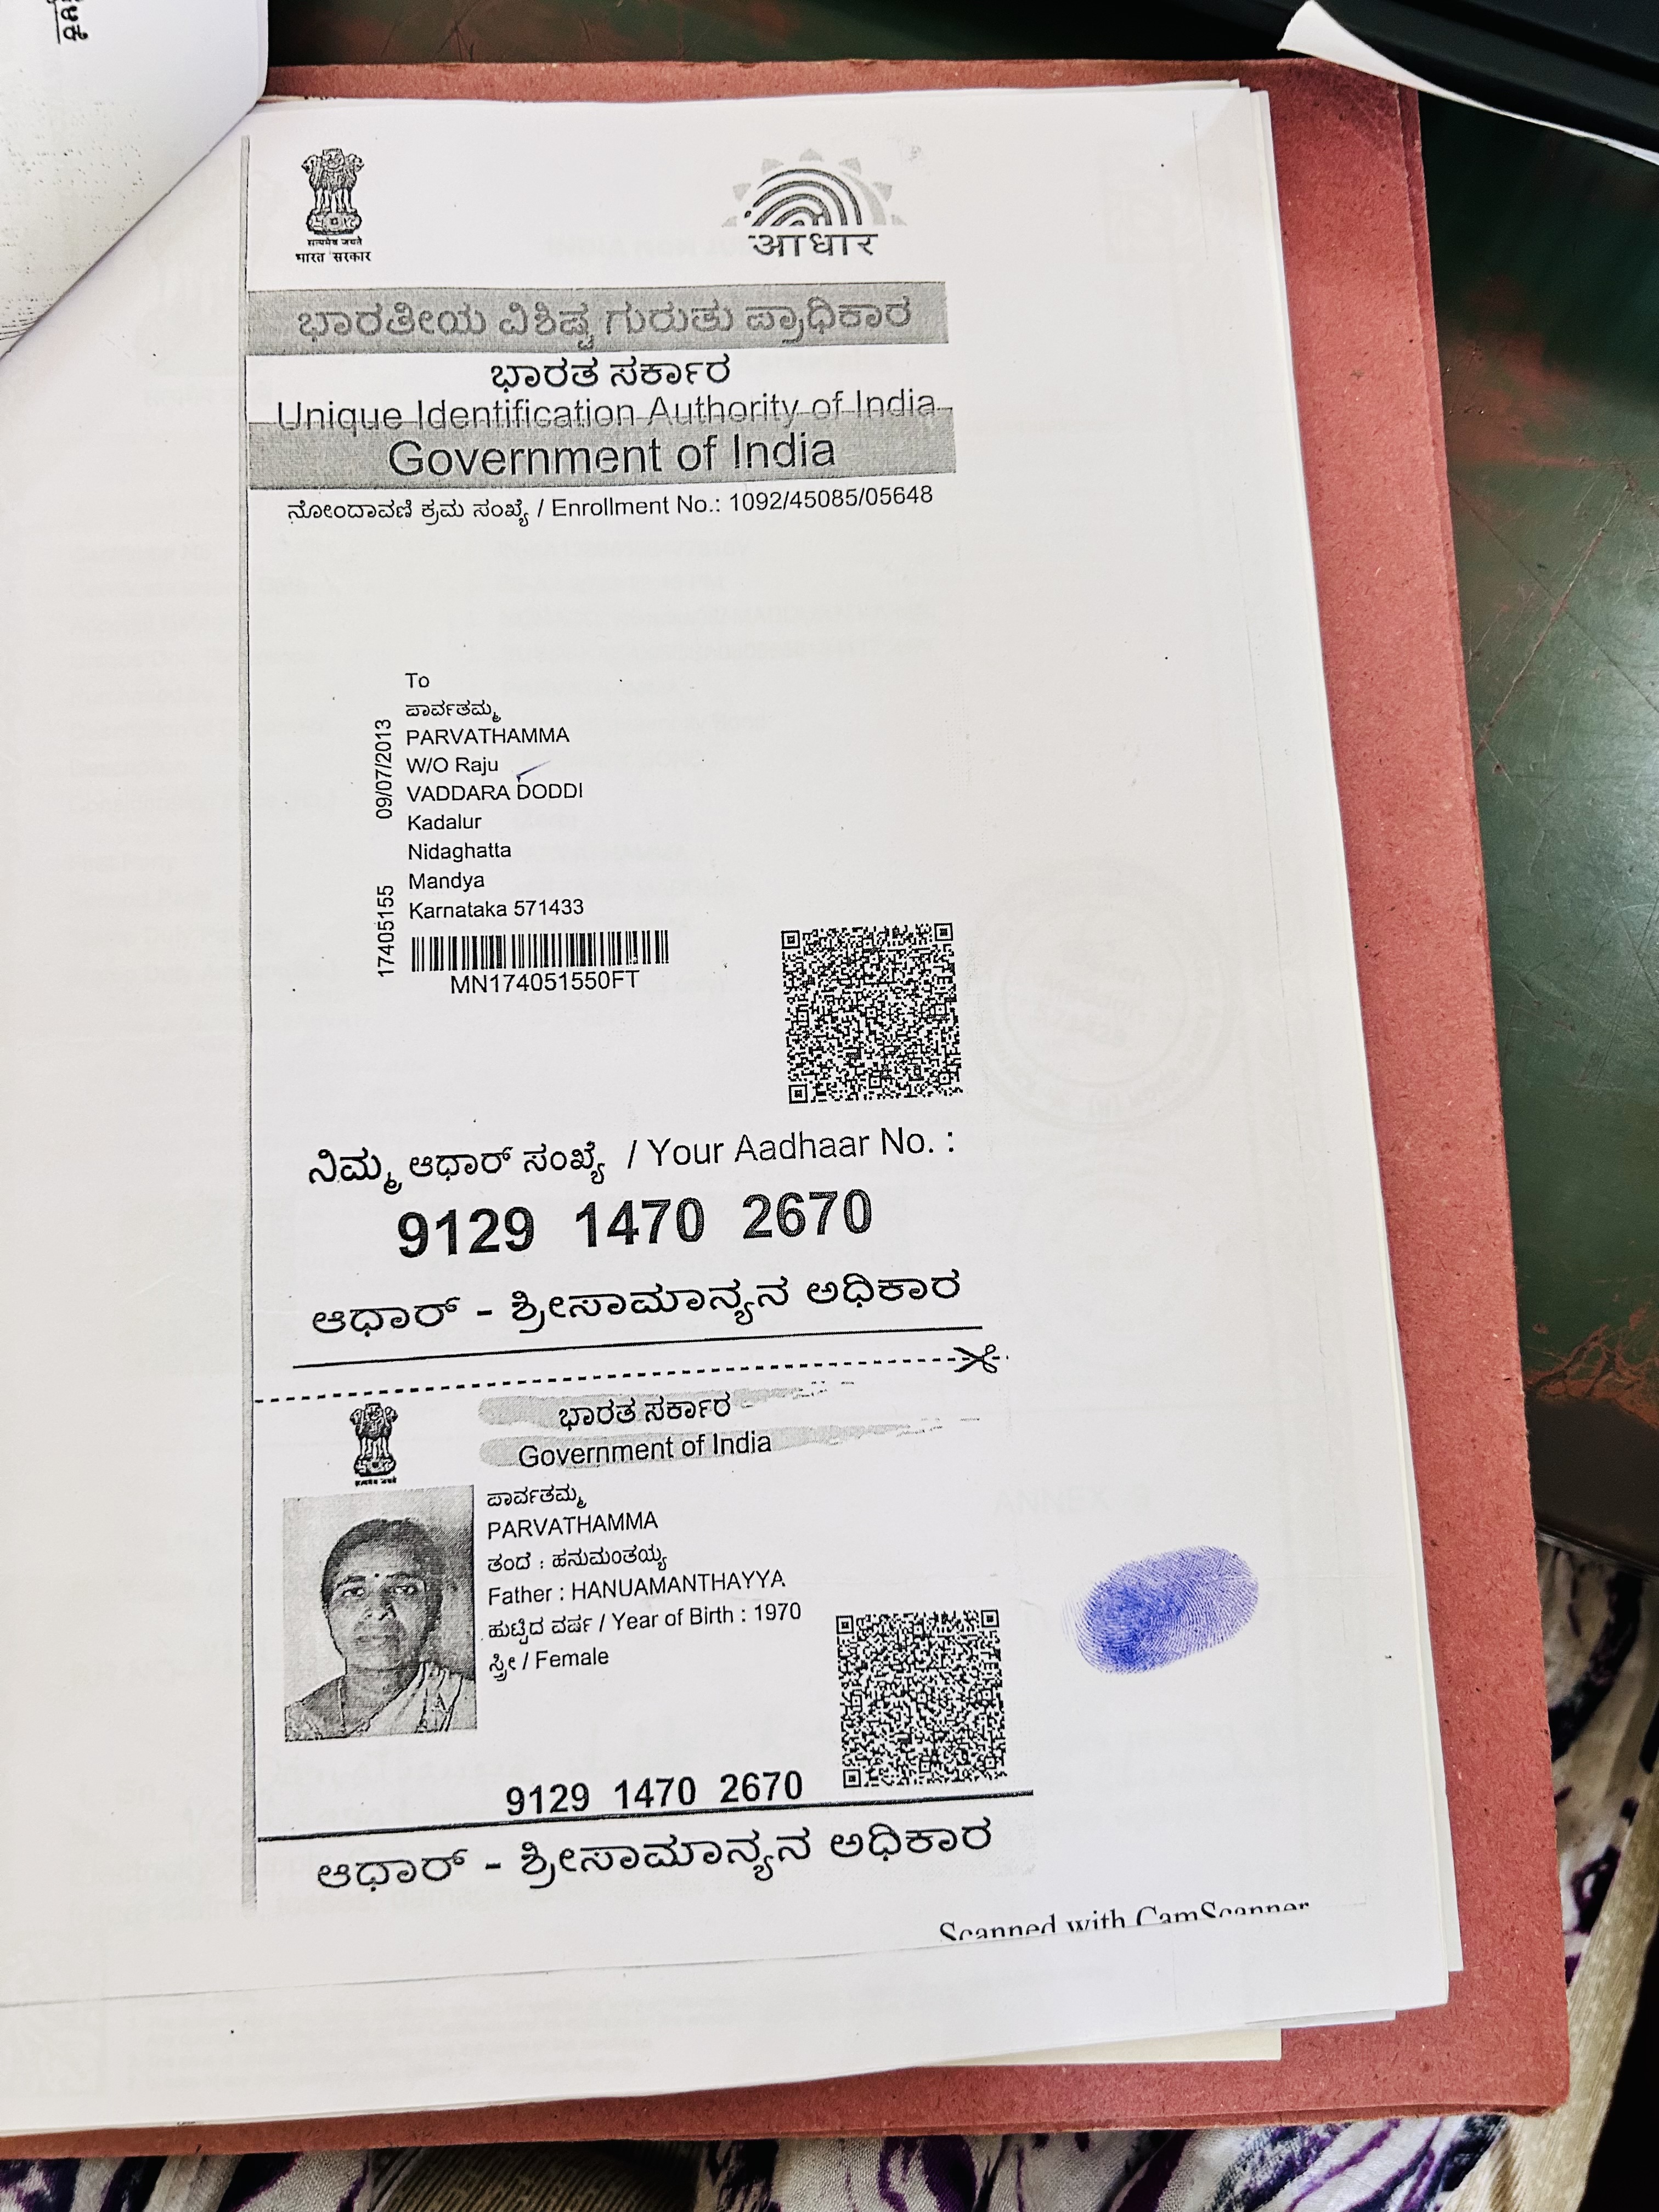 सत्यमेव जयते
भारत सरकार
आधार
ಭಾರತೀಯ ವಿಶಿಷ್ಟ ಗುರುತು ಪ್ರಾಧಿಕಾರ
ಭಾರತ ಸರ್ಕಾರ
Unique Identification Authority of India
Government of India
ನೋಂದಾವಣಿ ಕ್ರಮ ಸಂಖ್ಯೆ / Enrollment No.: 1092/45085/05648
To
ಪಾರ್ವತಮ್ಮ
PARVATHAMMA
W/O Raju
VADDARA DODDI
Kadalur
Nidaghatta
Mandya
Karnataka 571433
09/07/2013
17405155
MN174051550FT
ನಿಮ್ಮ ಆಧಾರ್ ಸಂಖ್ಯೆ / Your Aadhaar No. :
9129 1470 2670
ಆಧಾರ್ - ಶ್ರೀಸಾಮಾನ್ಯನ ಅಧಿಕಾರ
ಭಾರತ ಸರ್ಕಾರ
Government of India
ಪಾರ್ವತಮ್ಮ
PARVATHAMMA
ತಂದೆ : ಹನುಮಂತಯ್ಯ
Father : HANUAMANTHAYYA
ಹುಟ್ಟಿದ ವರ್ಷ / Year of Birth : 1970
ಸ್ತ್ರೀ / Female
9129 1470 2670
ಆಧಾರ್ - ಶ್ರೀಸಾಮಾನ್ಯನ ಅಧಿಕಾರ
Scanned with CamScanner